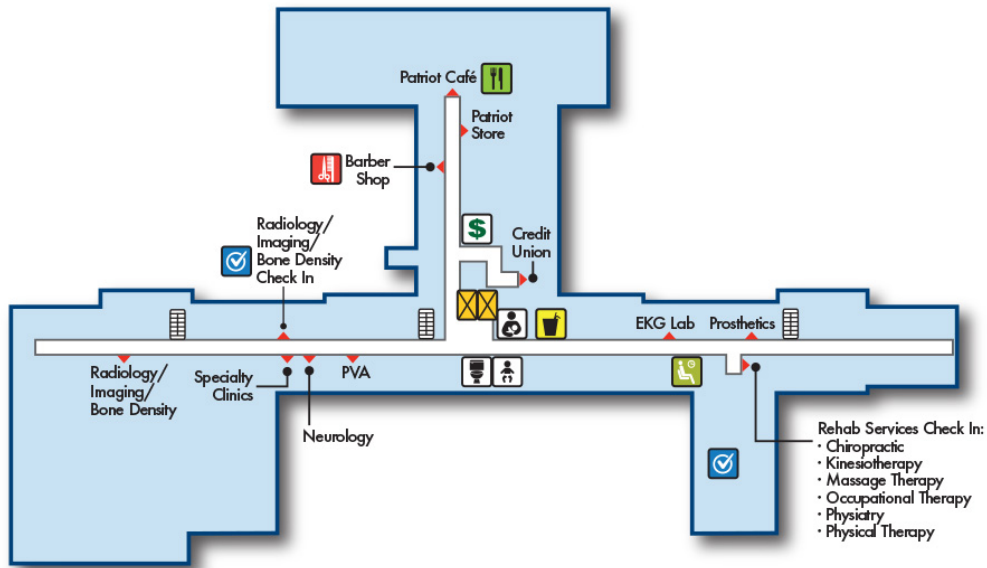 Patriot Café
Patriot
Store
Barber
Shop
Radiology/
Imaging/
Bone Density
Check In
$
Credit
Union
EKG Lab
Prosthetics
Radiology/
Imaging/
Bone Density
Specialty
Clinics
PVA
Neurology
Rehab Services Check In:
· Chiropractic
· Kinesiotherapy
· Massage Therapy
· Occupational Therapy
· Physiatry
· Physical Therapy